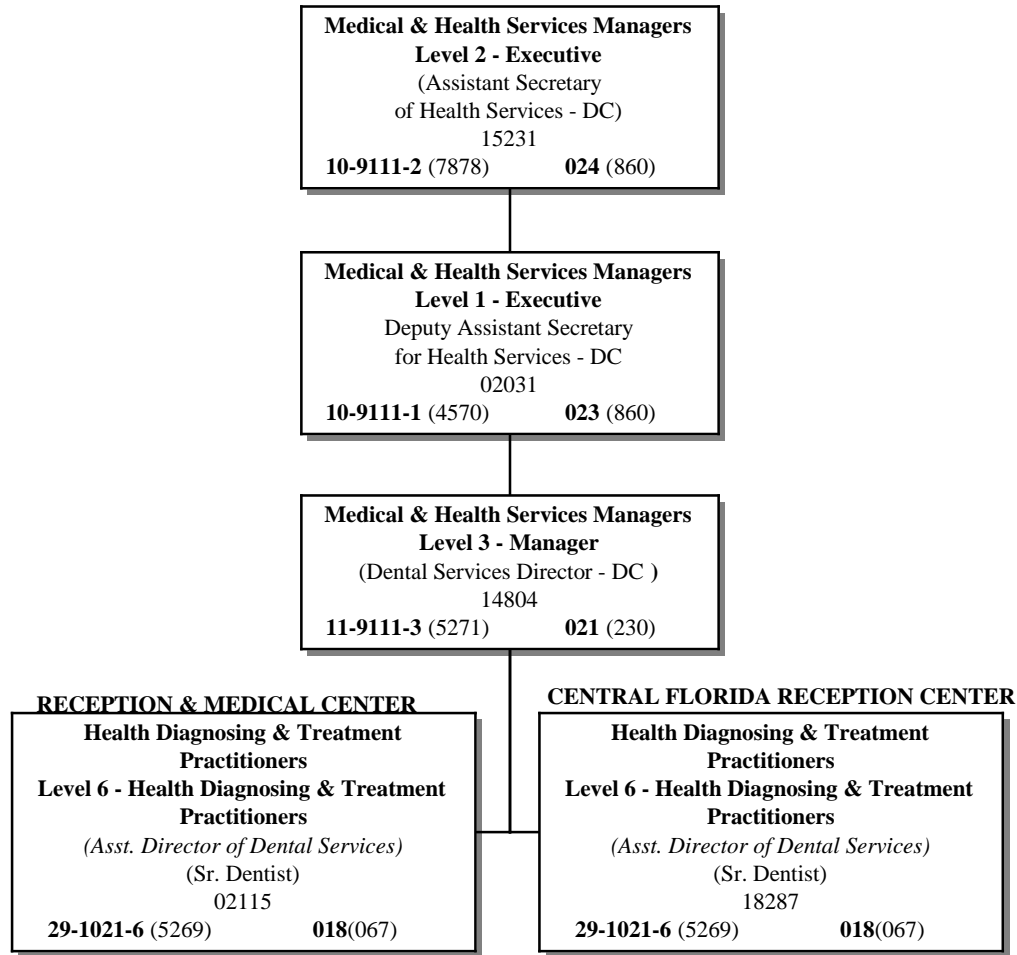 Medical & Health Services Managers
Level 2 - Executive
(Assistant Secretary
of Health Services - DC)
15231
10-9111-2 (7878) 024 (860)
Medical & Health Services Managers
Level 1 - Executive
Deputy Assistant Secretary
for Health Services - DC
02031
10-9111-1 (4570) 023 (860)
Medical & Health Services Managers
Level 3 - Manager
(Dental Services Director - DC )
14804
11-9111-3 (5271) 021 (230)
RECEPTION & MEDICAL CENTER
Health Diagnosing & Treatment
Practitioners
Level 6 - Health Diagnosing & Treatment
Practitioners
(Asst. Director of Dental Services)
(Sr. Dentist)
02115
29-1021-6 (5269) 018(067)
CENTRAL FLORIDA RECEPTION CENTER
Health Diagnosing & Treatment
Practitioners
Level 6 - Health Diagnosing & Treatment
Practitioners
(Asst. Director of Dental Services)
(Sr. Dentist)
18287
29-1021-6 (5269) 018(067)